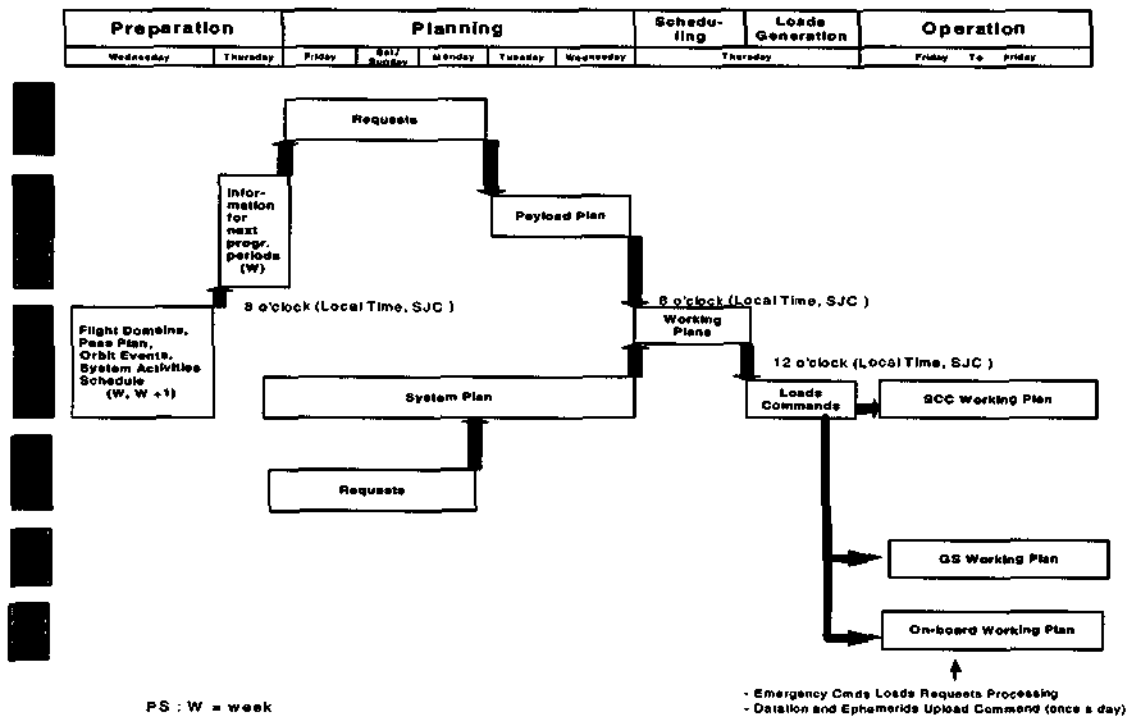 Preparation
Planning
Schedu-
ling
Loads
Generation
Operation
Wednesday
Thursday
Friday
Sat/
Sunday
Monday
Tuesday
Wednesday
Thursday
Friday To Friday
Requests
Infor-
mation
for
next
progr.
periods
(W)
Payload Plan
8 o'clock (Local Time, SJC )
8 o'clock (Local Time, SJC )
Flight Domains,
Pass Plan,
Orbit Events,
System Activities
Schedule
(W, W +1)
Working
Plans
12 o'clock (Local Time, SJC )
System Plan
Loads
Commands
SCC Working Plan
Requests
GS Working Plan
On-board Working Plan
- Emergency Cmds Loads Requests Processing
- Datation and Ephemerids Upload Command (once a day)
PS : W = week